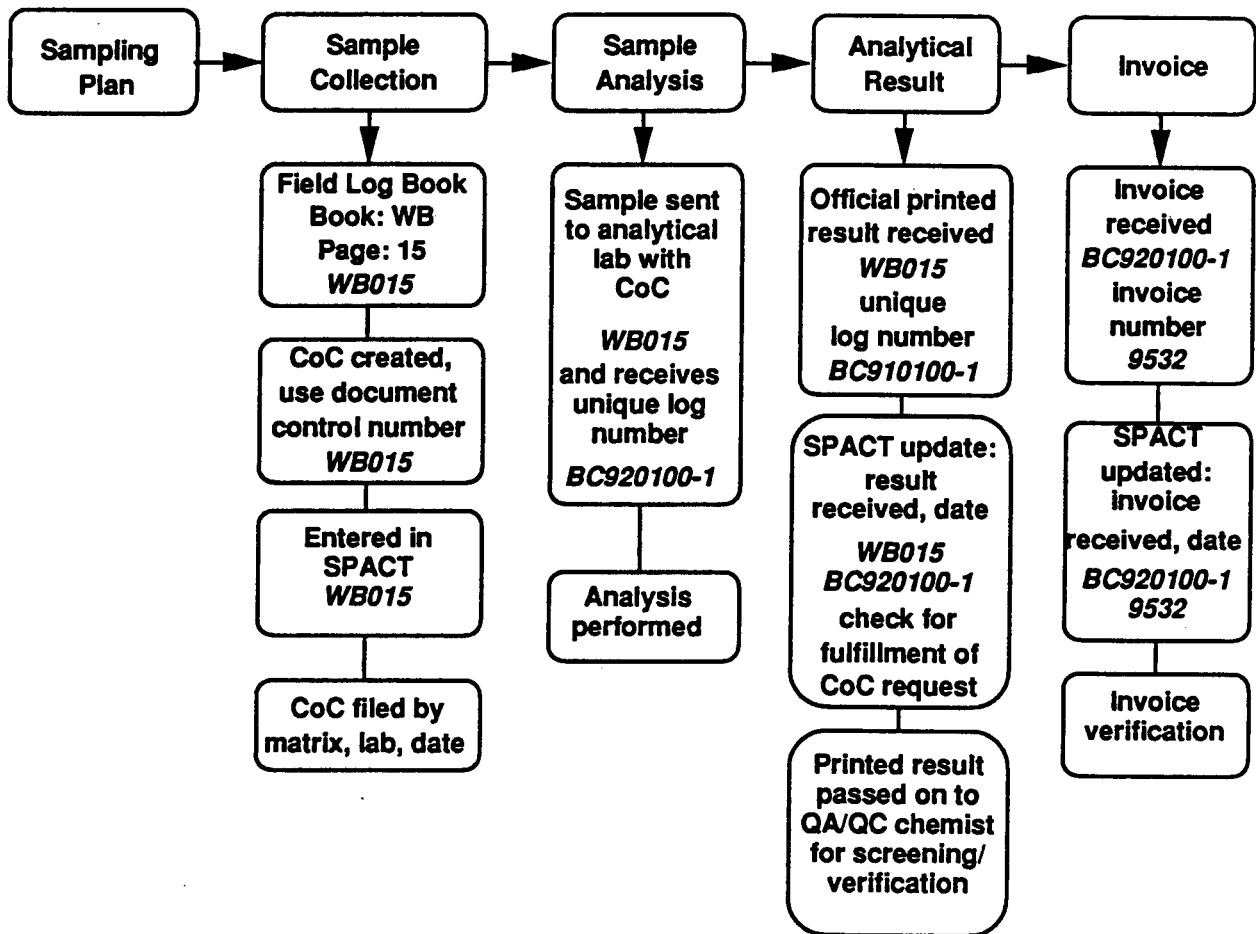 Sampling
Plan
Sample
Collection
Sample
Analysis
Analytical
Result
Invoice
Field Log Book
Book: WB
Page: 15
WB015
CoC created,
use document
control number
WB015
Entered in
SPACT
WB015
CoC filed by
matrix, lab, date
Sample sent
to analytical
lab with
CoC
WB015
and receives
unique log
number
BC920100-1
Analysis
performed
Official printed
result received
WB015
unique
log number
BC910100-1
SPACT update:
result
received, date
WB015
BC920100-1
check for
fulfillment of
CoC request
Printed result
passed on to
QA/QC chemist
for screening/
verification
Invoice
received
BC920100-1
invoice
number
9532
SPACT
updated:
invoice
received, date
BC920100-1
9532
Invoice
verification